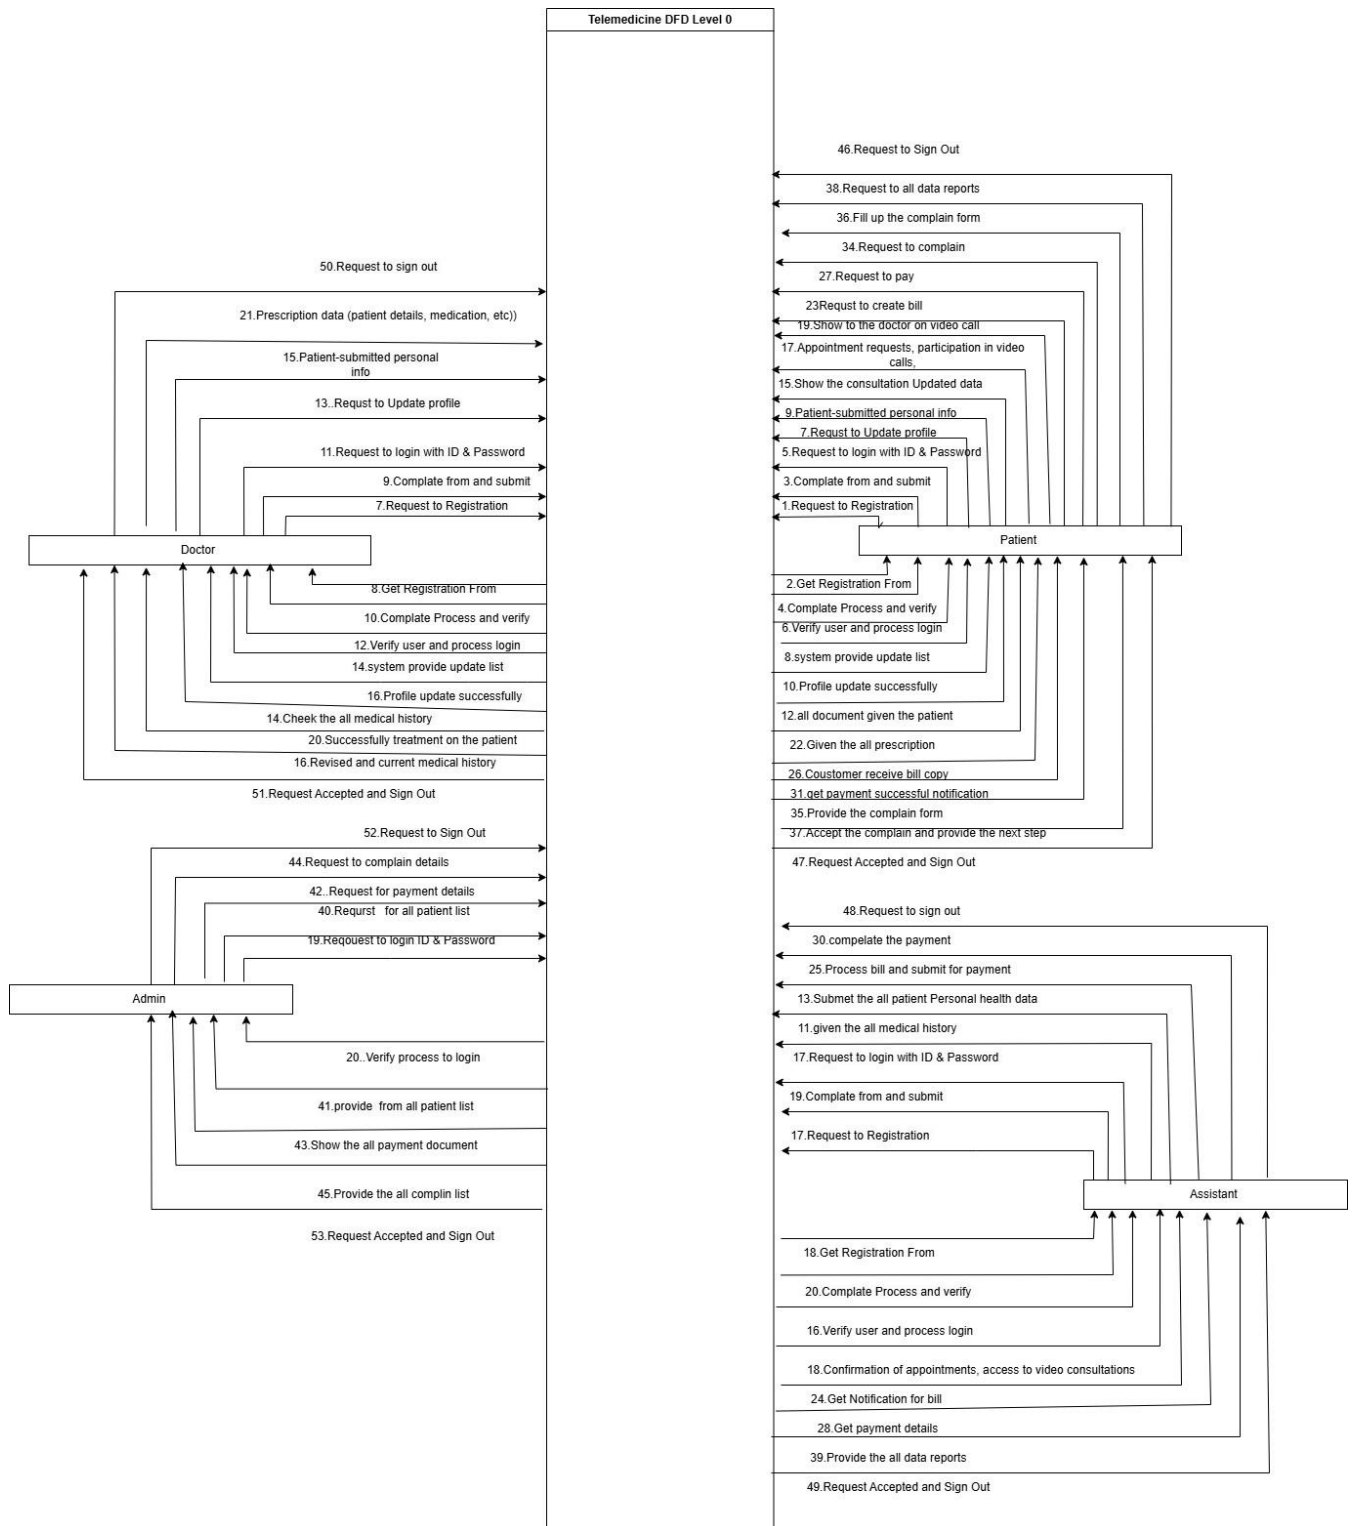 Telemedicine DFD Level 0
46.Request to Sign Out
38.Request to all data reports
36.Fill up the complain form
34.Request to complain
27.Request to pay
23Requst to create bill
19.Show to the doctor on video call
17.Appointment requests, participation in video
calls,
15.Show the consultation Updated data
9.Patient-submitted personal info
7.Requst to Update profile
5.Request to login with ID & Password
3.Complate from and submit
1.Request to Registration
Patient
2.Get Registration From
4.Complate Process and verify
6.Verify user and process login
8.system provide update list
10.Profile update successfully
12.all document given the patient
22.Given the all prescription
26.Coustomer receive bill copy
31.get payment successful notification
35.Provide the complain form
37.Accept the complain and provide the next step
47.Request Accepted and Sign Out
50.Request to sign out
21.Prescription data (patient details, medication, etc))
15.Patient-submitted personal
info
13..Requst to Update profile
11.Request to login with ID & Password
9.Complate from and submit
7.Request to Registration
Doctor
8.Get Registration From
10.Complate Process and verify
12.Verify user and process login
14.system provide update list
16.Profile update successfully
14.Cheek the all medical history
20.Successfully treatment on the patient
16.Revised and current medical history
51.Request Accepted and Sign Out
52.Request to Sign Out
44.Request to complain details
42..Request for payment details
40.Requrst   for all patient list
19.Reqouest to login ID & Password
Admin
20..Verify process to login
41.provide  from all patient list
43.Show the all payment document
45.Provide the all complin list
53.Request Accepted and Sign Out
48.Request to sign out
30.compelate the payment
25.Process bill and submit for payment
13.Submet the all patient Personal health data
11.given the all medical history
17.Request to login with ID & Password
19.Complate from and submit
17.Request to Registration
Assistant
18.Get Registration From
20.Complate Process and verify
16.Verify user and process login
18.Confirmation of appointments, access to video consultations
24.Get Notification for bill
28.Get payment details
39.Provide the all data reports
49.Request Accepted and Sign Out